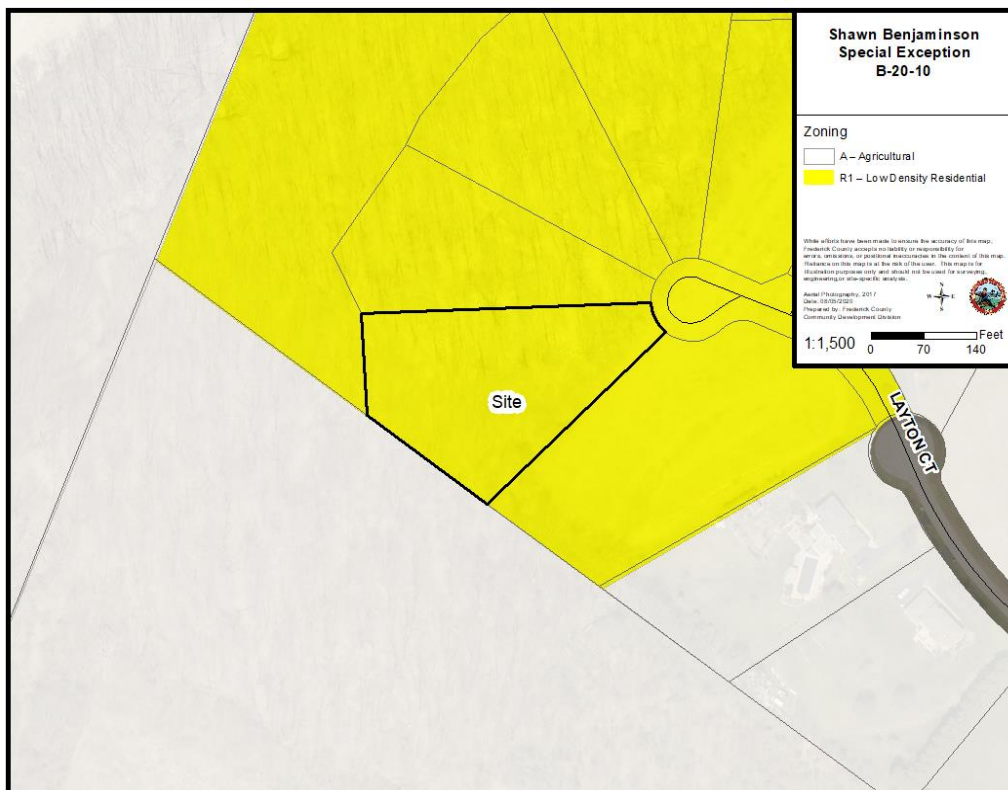 Shawn Benjaminson
Special Exception
B-20-10
Zoning
A – Agricultural
R1 – Low Density Residential
While efforts have been made to ensure the accuracy of this map,
Frederick County accepts no liability or responsibility for
errors, omissions, or positional inaccuracies in the content of this map.
Reliance on this map is at the risk of the user. This map is for
illustration purposes only and should not be used for surveying,
engineering, or site-specific analysis.
Aerial Photography, 2017
Date: 08/05/2020
Prepared by: Frederick County
Community Development Division
N
W E
S
1:1,500
Feet
0 70 140
Site
LAYTON CT